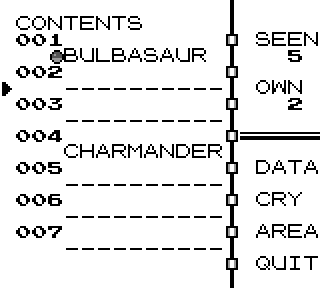 CONTENTS
001
BULBASAUR
002
----------
003
----------
004
CHARMANDER
005
----------
006
----------
007
----------
SEEN
5
OWN
2
DATA
CRY
AREA
QUIT